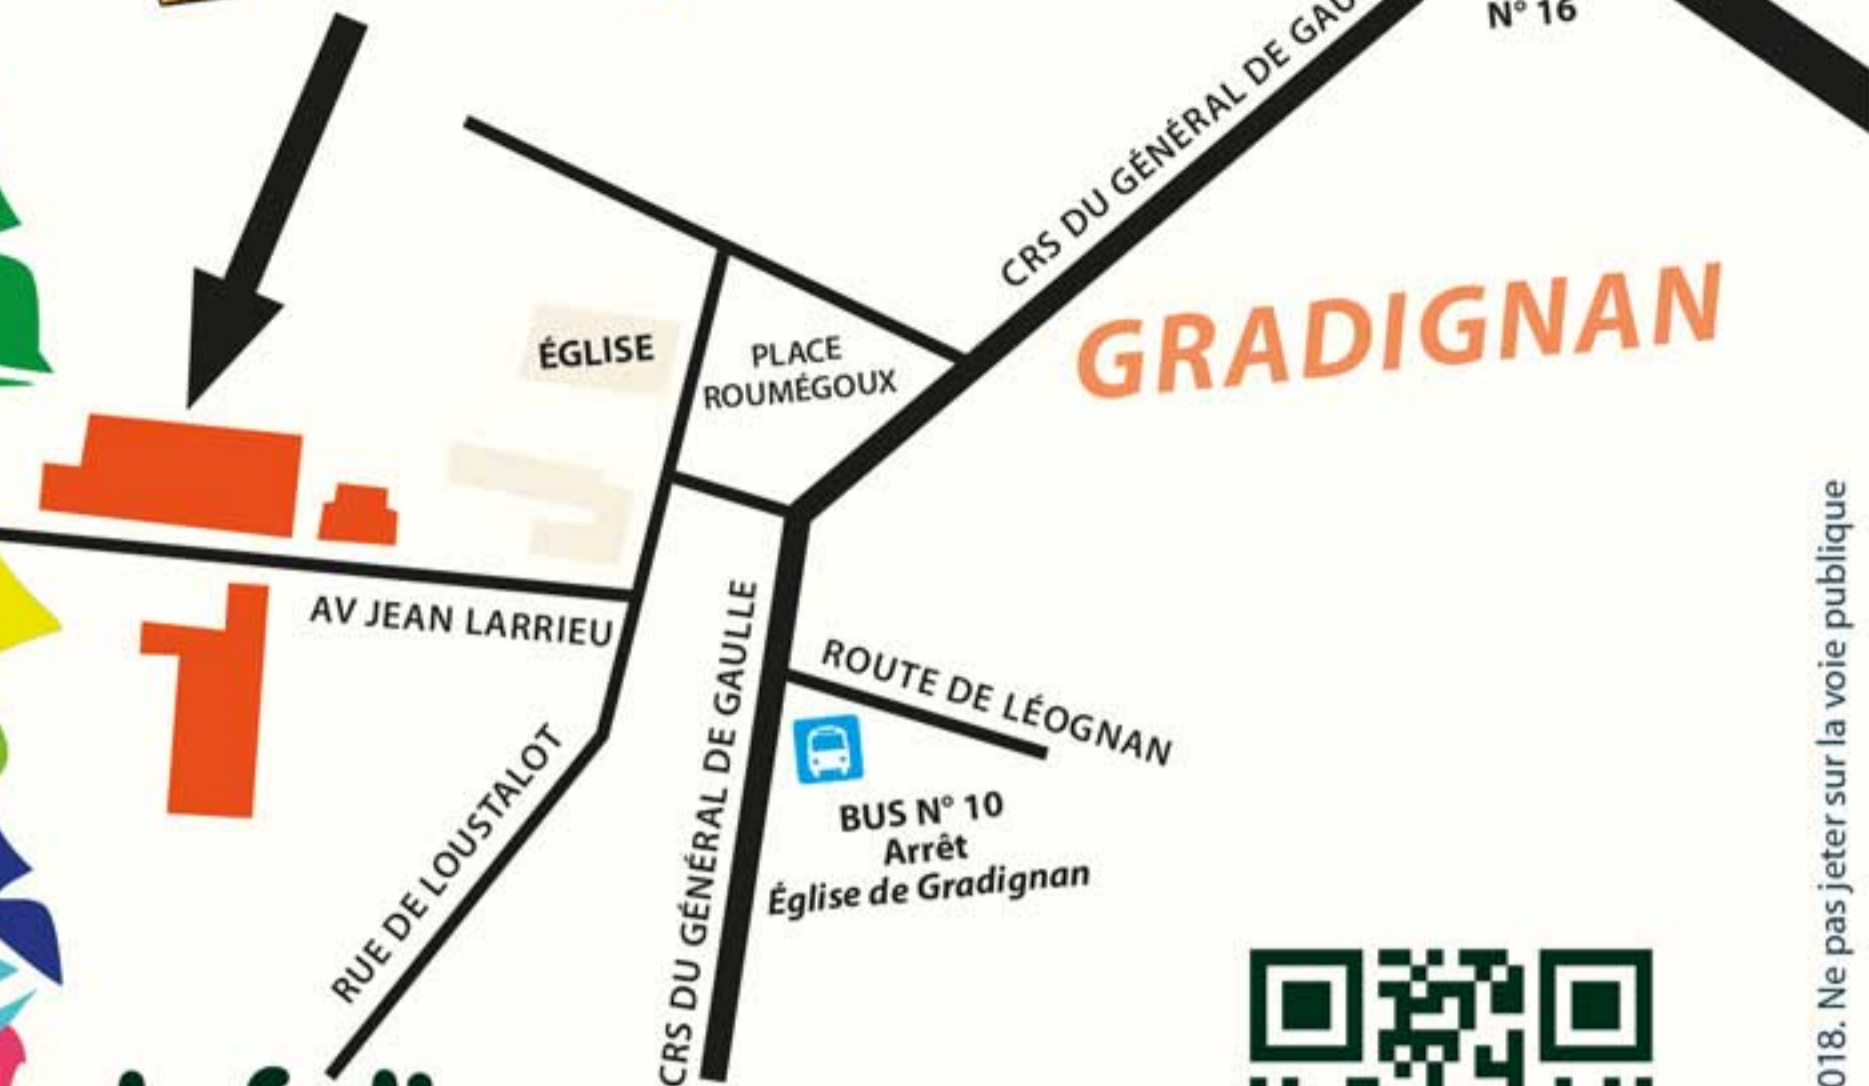 N° 16
CRS DU GÉNÉRAL DE
GRADIGNAN
ÉGLISE
PLACE
ROUMÉGOUX
AV JEAN LARRIEU
CRS DU GÉNÉRAL DE GAULLE
ROUTE DE LÉOGNAN
RUE DE LOUSTALOT
BUS N° 10
Arrêt
Église de Gradignan
018. Ne pas jeter sur la voie publique